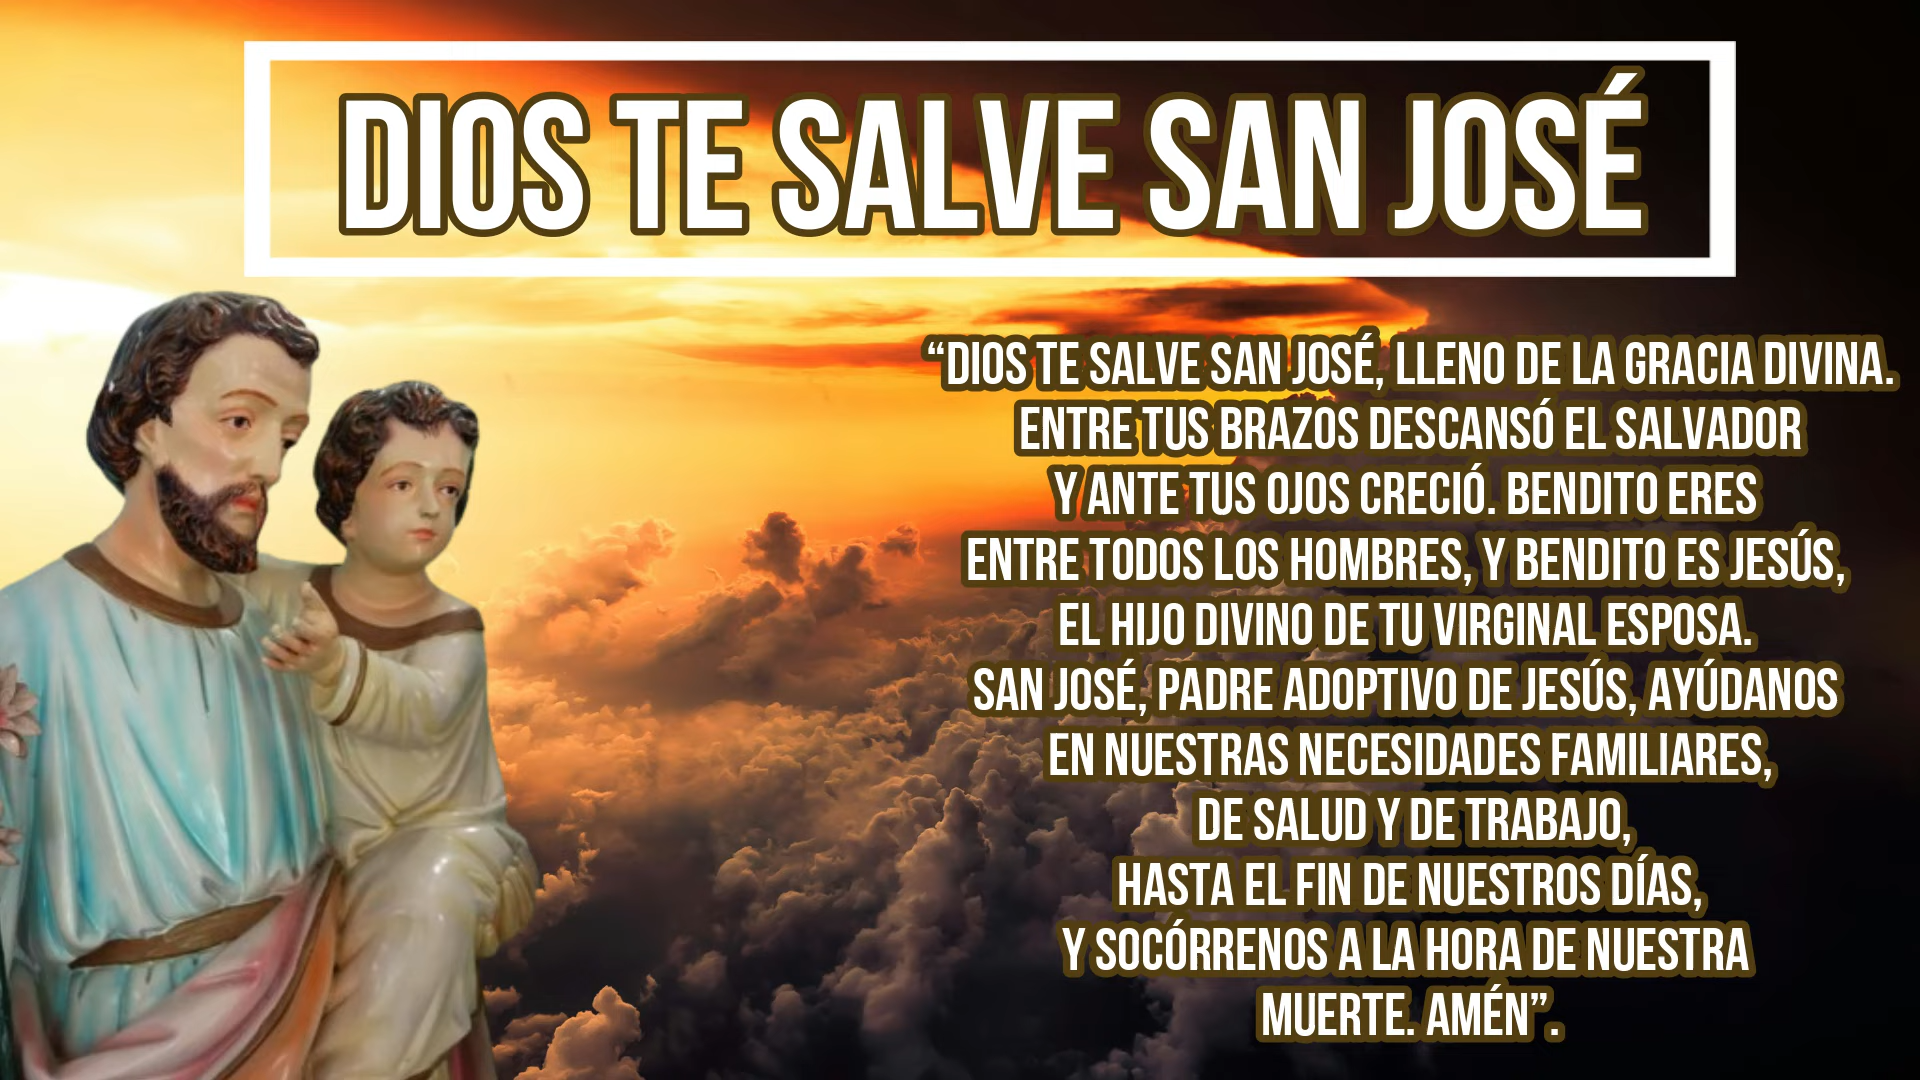 DIOS TE SALVE SAN JOSÉ
“DIOS TE SALVE SAN JOSÉ, LLENO DE LA GRACIA DIVINA.
ENTRE TUS BRAZOS DESCANSÓ EL SALVADOR
Y ANTE TUS OJOS CRECIÓ. BENDITO ERES
ENTRE TODOS LOS HOMBRES, Y BENDITO ES JESÚS,
EL HIJO DIVINO DE TU VIRGINAL ESPOSA.
SAN JOSÉ, PADRE ADOPTIVO DE JESÚS, AYÚDANOS
EN NUESTRAS NECESIDADES FAMILIARES,
DE SALUD Y DE TRABAJO,
HASTA EL FIN DE NUESTROS DÍAS,
Y SOCÓRRENOS A LA HORA DE NUESTRA
MUERTE. AMÉN”.